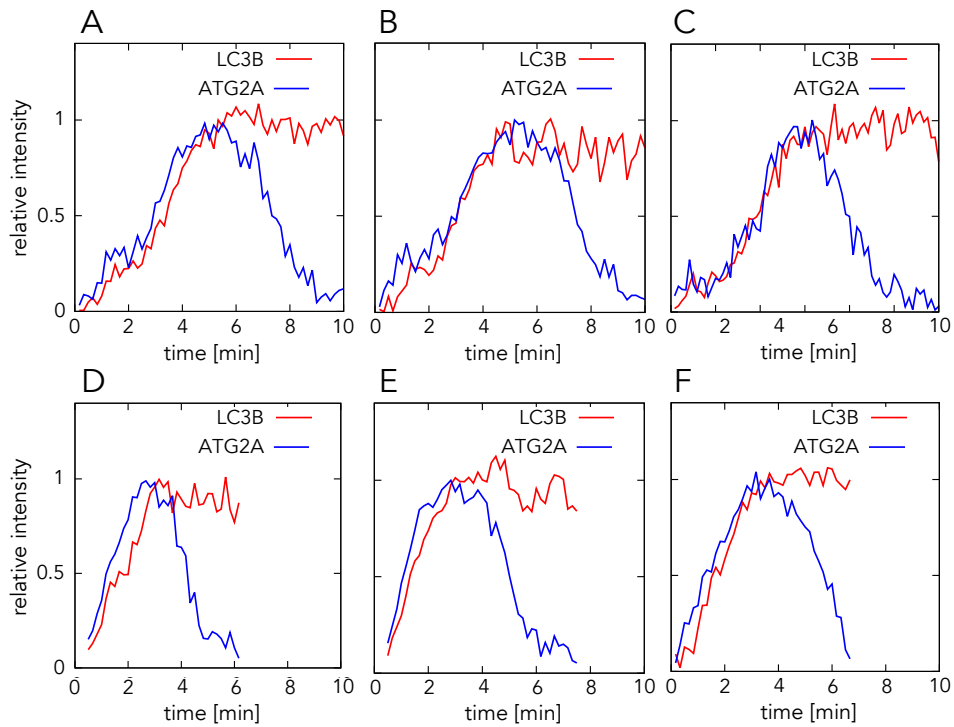 A B C
LC3B LC3B LC3B
ATG2A ATG2A ATG2A
relative intensity
1
0.5
0
0 2 4 6 8 10 0 2 4 6 8 10 0 2 4 6 8 10
time [min] time [min] time [min]
D E F
LC3B LC3B LC3B
ATG2A ATG2A ATG2A
relative intensity
1
0.5
0
0 2 4 6 8 10 0 2 4 6 8 10 0 2 4 6 8 10
time [min] time [min] time [min]